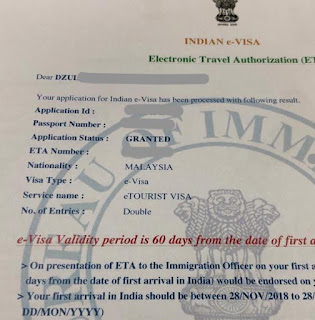 INDIAN e-VISA
Electronic Travel Authorization (ET
Dear DZUL
Your application for Indian e-Visa has been processed with following result.
Application Id :
Passport Number :
Application Status : GRANTED
ETA Number :
Nationality : MALAYSIA
Visa Type : e-Visa
Service name : eTOURIST VISA
No. of Entries : Double
e-Visa Validity period is 60 days from the date of first a
> On presentation of ETA to the Immigration Officer on your first a
days from the date of first arrival in India) would be endorsed on y
> Your first arrival in India should be between 28/NOV/2018 to 28/
DD/MON/YYYY)
REAU OF IMM